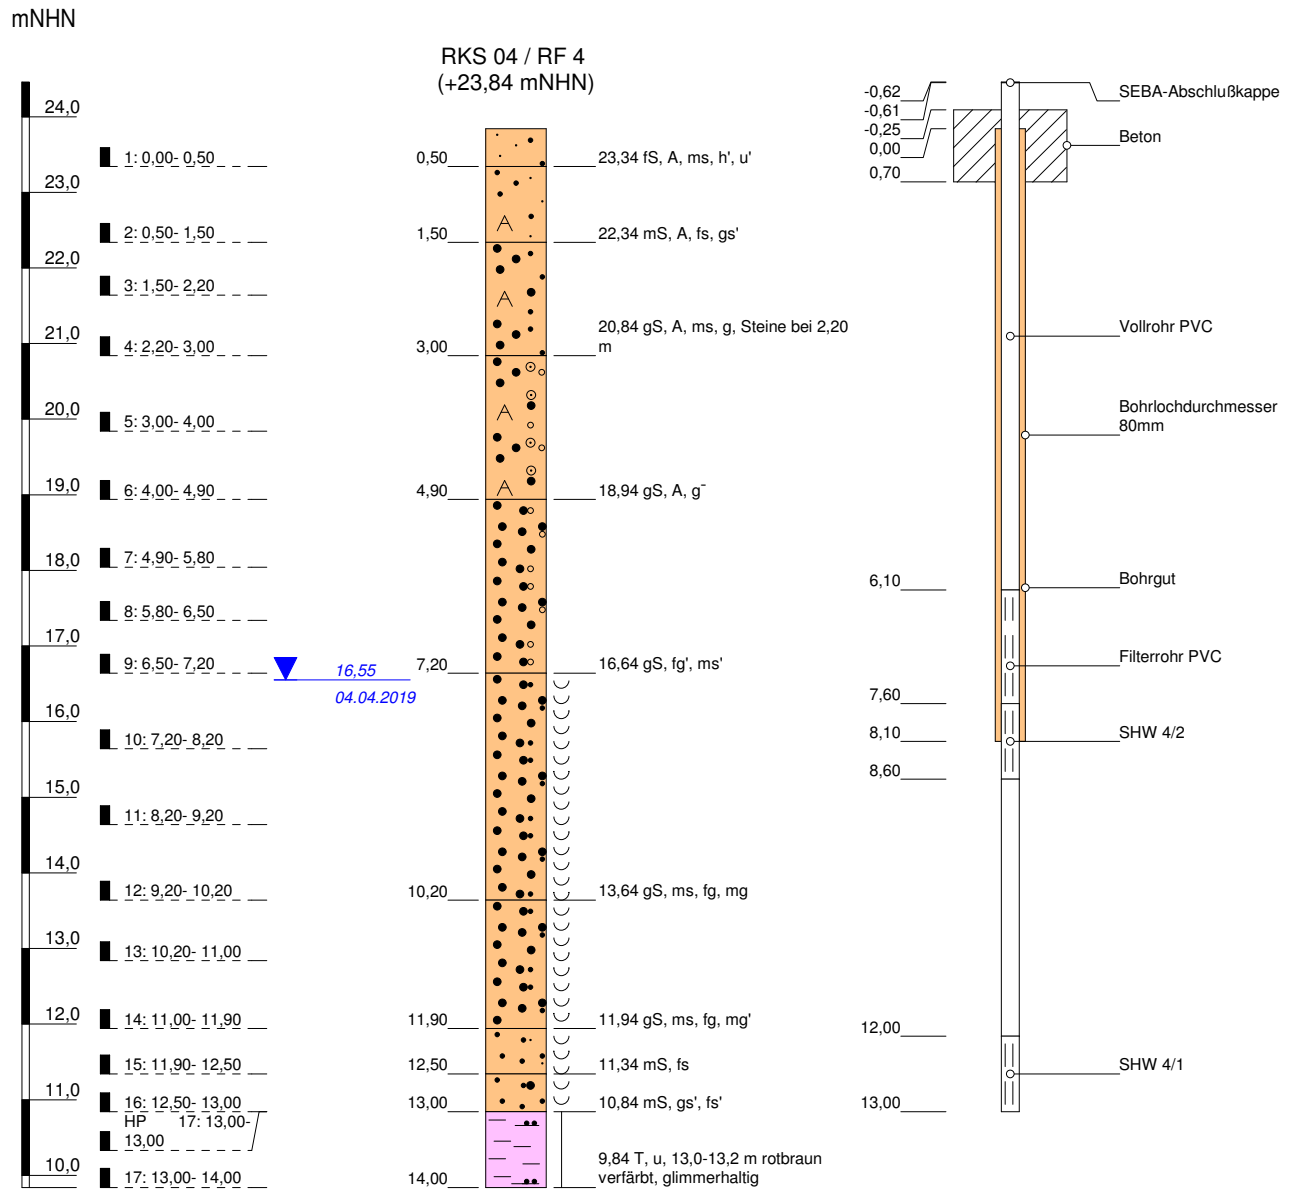 mNHN
RKS 04 / RF 4
(+23,84 mNHN)
24,0
23,0
22,0
21,0
20,0
19,0
18,0
17,0
16,0
15,0
14,0
13,0
12,0
11,0
10,0
1: 0,00- 0,50
2: 0,50- 1,50
3: 1,50- 2,20
4: 2,20- 3,00
5: 3,00- 4,00
6: 4,00- 4,90
7: 4,90- 5,80
8: 5,80- 6,50
9: 6,50- 7,20
10: 7,20- 8,20
11: 8,20- 9,20
12: 9,20- 10,20
13: 10,20- 11,00
14: 11,00- 11,90
15: 11,90- 12,50
16: 12,50- 13,00
HP 17: 13,00-
13,00
17: 13,00- 14,00
16,55
04.04.2019
0,50
1,50
3,00
4,90
7,20
10,20
11,90
12,50
13,00
14,00
A
A
A
A
23,34 fS, A, ms, h', u'
22,34 mS, A, fs, gs'
20,84 gS, A, ms, g, Steine bei 2,20
m
18,94 gS, A, g¯
16,64 gS, fg', ms'
13,64 gS, ms, fg, mg
11,94 gS, ms, fg, mg'
11,34 mS, fs
10,84 mS, gs', fs'
9,84 T, u, 13,0-13,2 m rotbraun
verfärbt, glimmerhaltig
-0,62
-0,61
-0,25
0,00
0,70
6,10
7,60
8,10
8,60
12,00
13,00
SEBA-Abschlußkappe
Beton
Vollrohr PVC
Bohrlochdurchmesser
80mm
Bohrgut
Filterrohr PVC
SHW 4/2
SHW 4/1